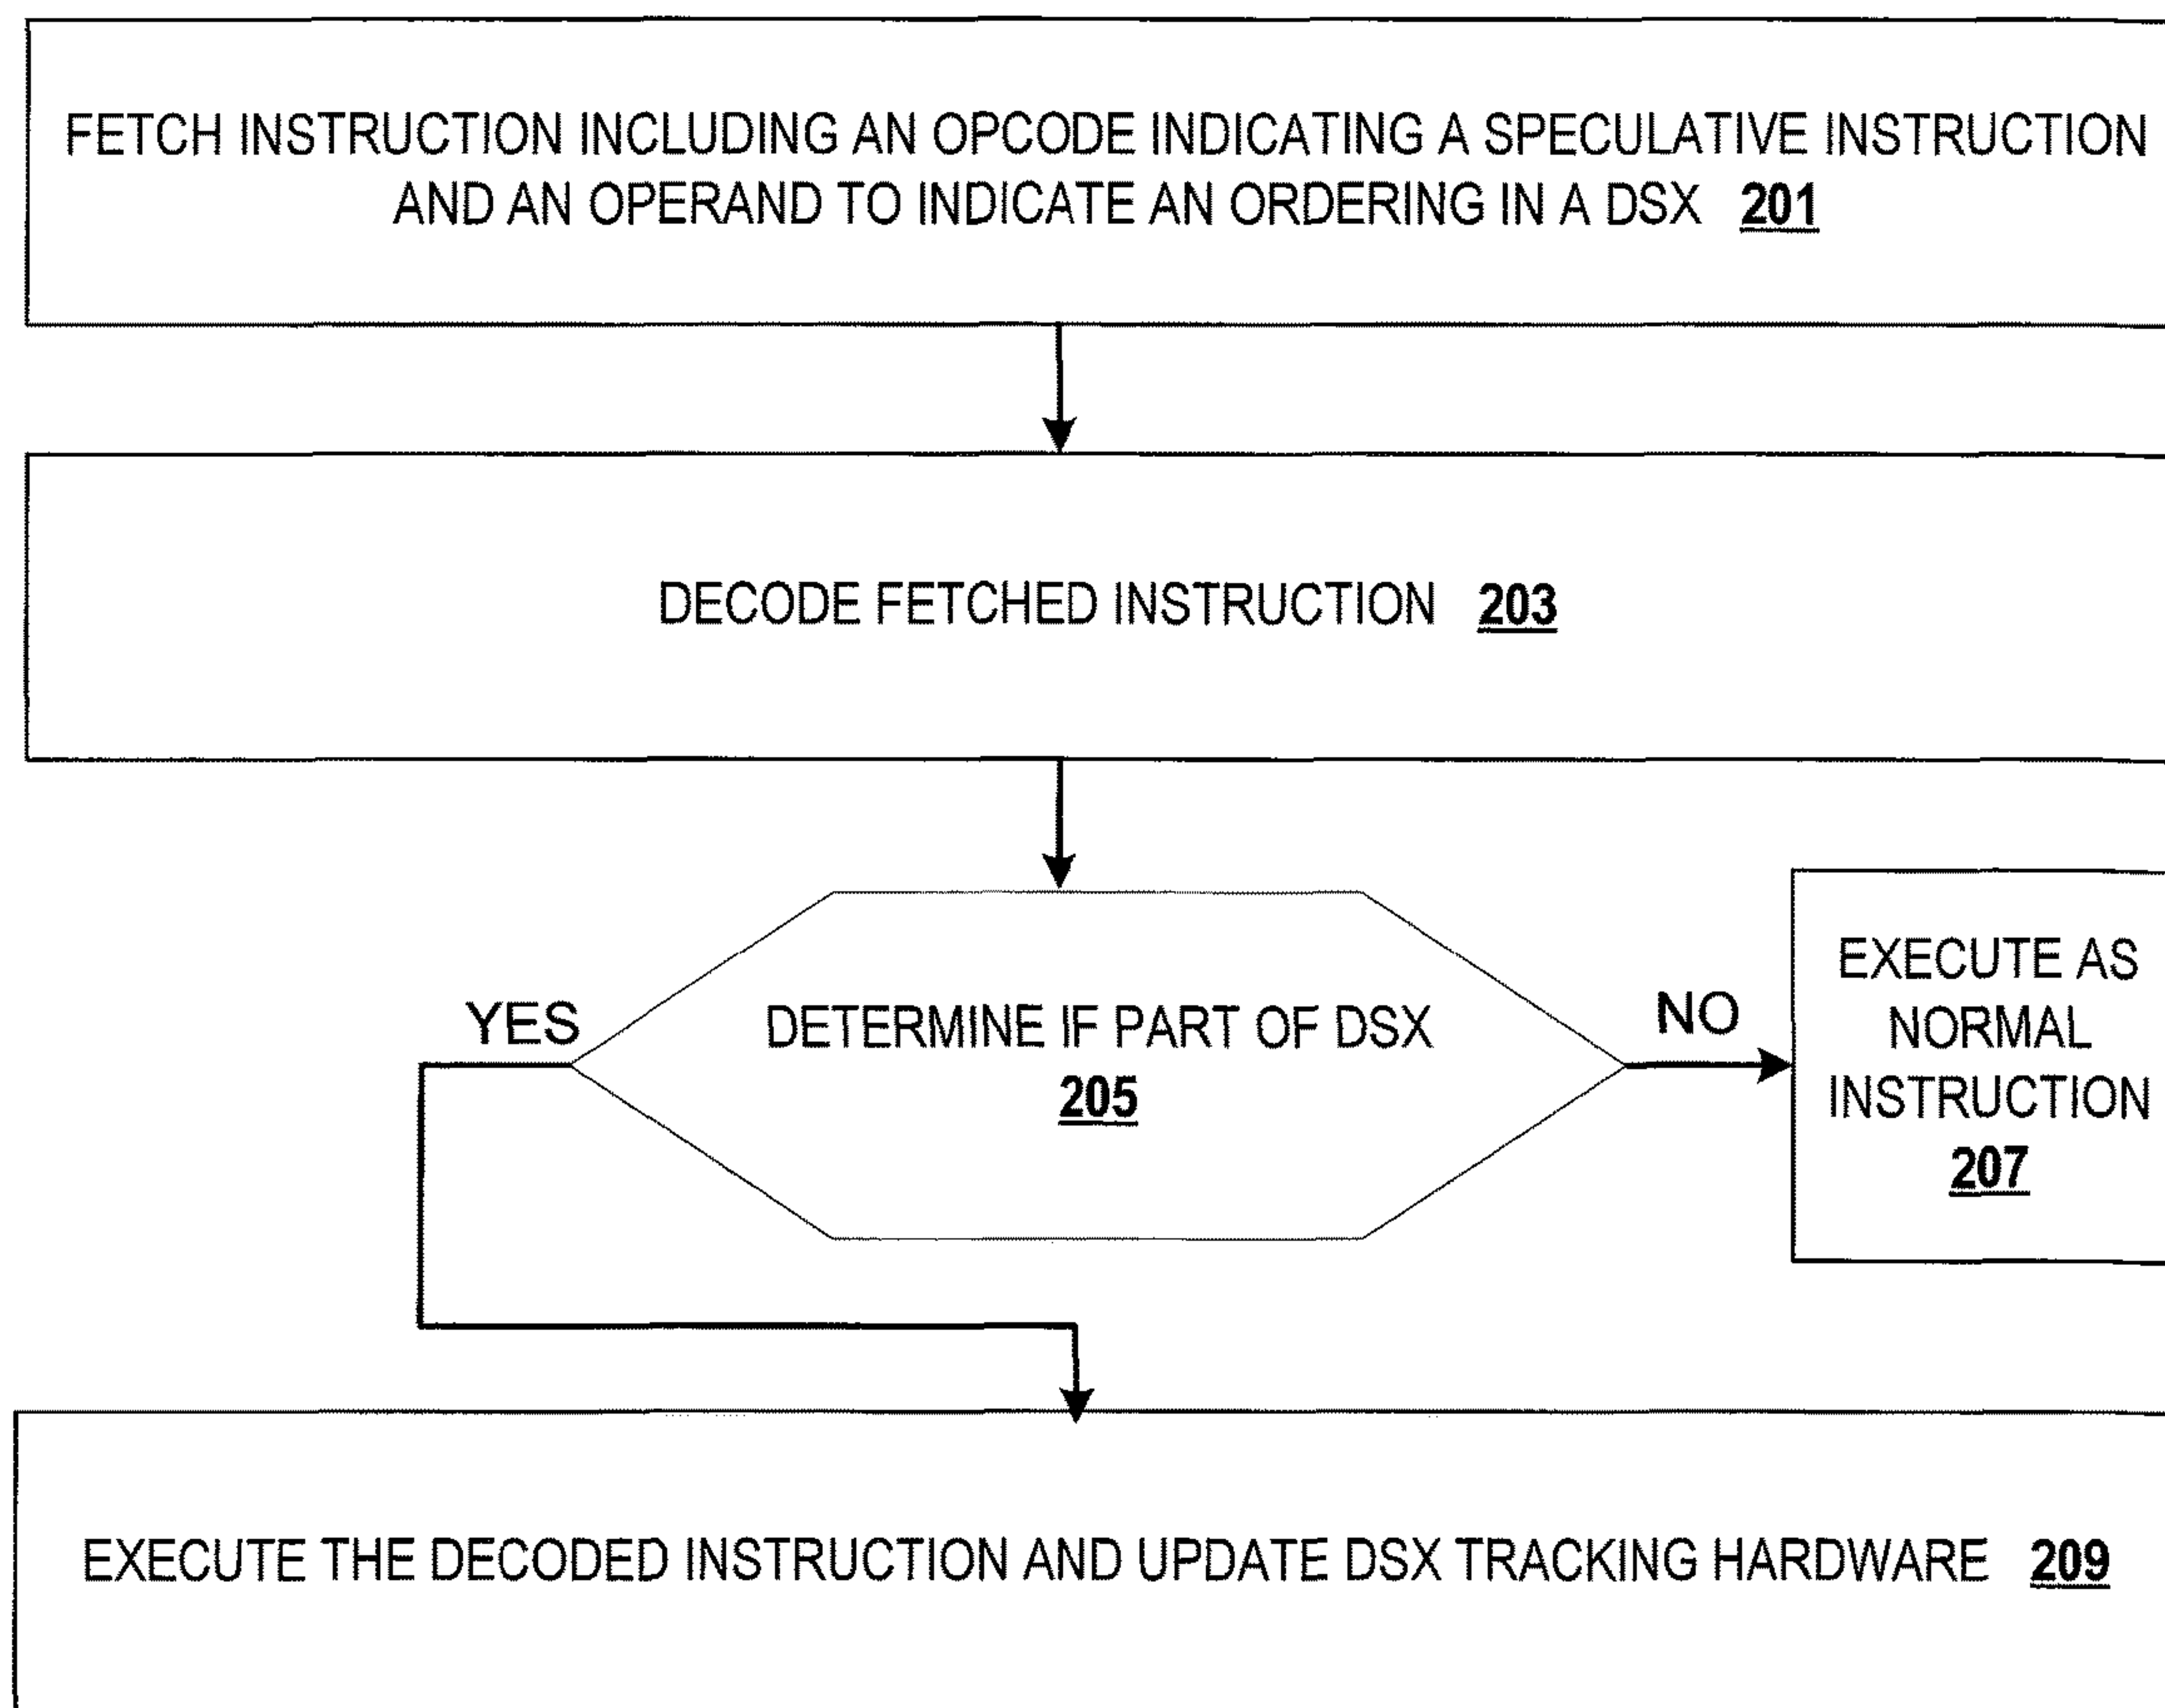 FETCH INSTRUCTION INCLUDING AN OPCODE INDICATING A SPECULATIVE INSTRUCTION
AND AN OPERAND TO INDICATE AN ORDERING IN A DSX 201
DECODE FETCHED INSTRUCTION 203
YES
DETERMINE IF PART OF DSX
205
NO
EXECUTE AS
NORMAL
INSTRUCTION
207
EXECUTE THE DECODED INSTRUCTION AND UPDATE DSX TRACKING HARDWARE 209